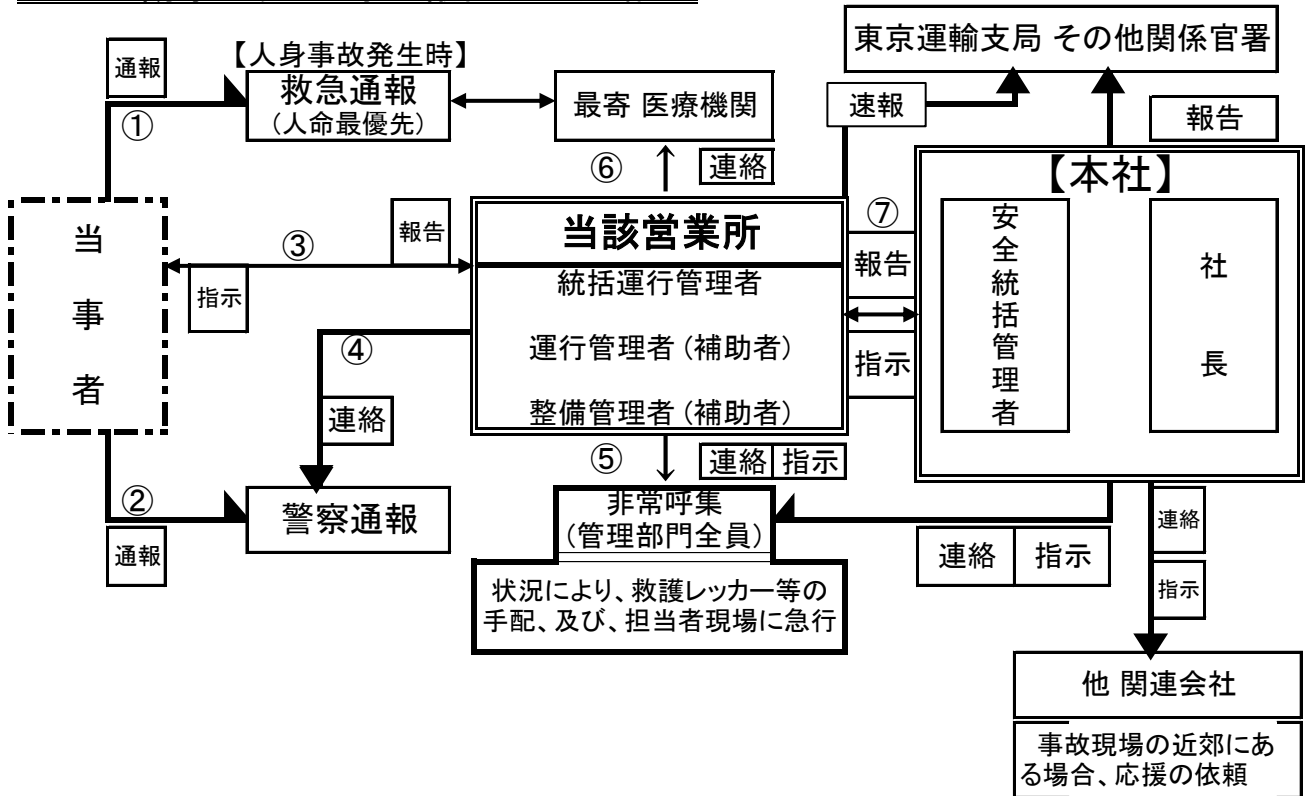 通報
【人身事故発生時】
救急通報
(人命最優先)
①
最寄 医療機関
東京運輸支局 その他関係官署
速報
報告
⑥
連絡
【本社】
安全統括管理者
社長
当事者
③
報告
指示
当該営業所
統括運行管理者
運行管理者(補助者)
整備管理者(補助者)
⑦
報告
指示
④
連絡
②
通報
警察通報
⑤
連絡 指示
非常呼集
(管理部門全員)
状況により、救護レッカー等の
手配、及び、担当者現場に急行
連絡 指示
連絡
指示
他 関連会社
事故現場の近郊にあ
る場合、応援の依頼